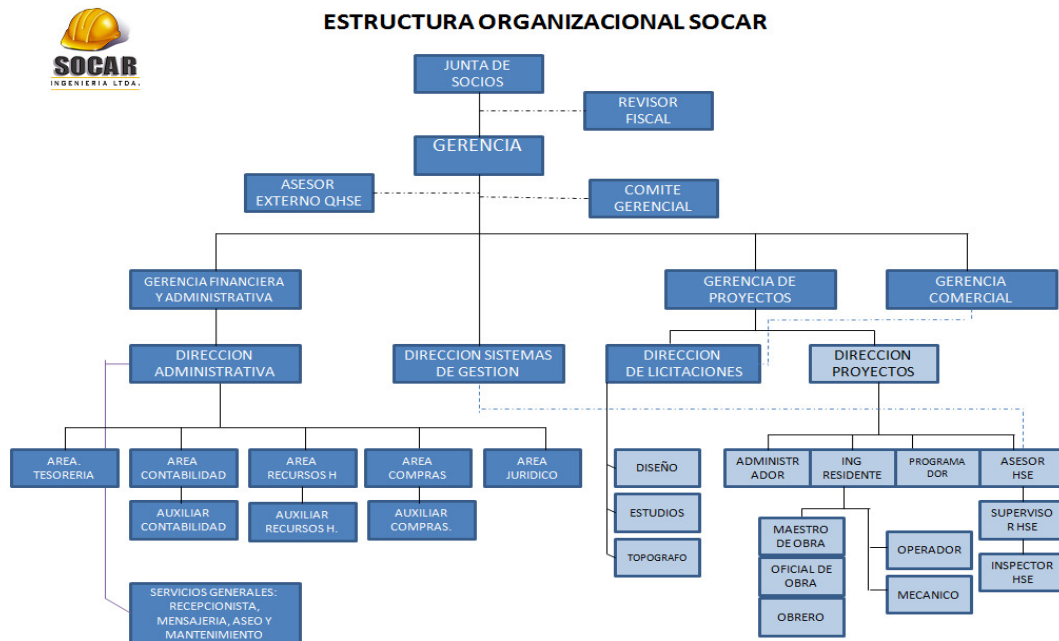 ESTRUCTURA ORGANIZACIONAL SOCAR
SOCAR
INGENIERIA LTDA.
JUNTA DE
SOCIOS
REVISOR
FISCAL
GERENCIA
ASESOR
EXTERNO QHSE
COMITE
GERENCIAL
GERENCIA FINANCIERA
Y ADMINISTRATIVA
GERENCIA DE
PROYECTOS
GERENCIA
COMERCIAL
DIRECCION
ADMINISTRATIVA
DIRECCION SISTEMAS
DE GESTION
DIRECCION
DE LICITACIONES
DIRECCION
PROYECTOS
AREA.
TESORERIA
AREA
CONTABILIDAD
AREA
RECURSOS H
AREA
COMPRAS
AREA
JURIDICO
AUXILIAR
CONTABILIDAD
AUXILIAR
RECURSOS H.
AUXILIAR
COMPRAS.
SERVICIOS GENERALES:
RECEPCIONISTA,
MENSAJERIA, ASEO Y
MANTENIMIENTO
DISEÑO
ESTUDIOS
TOPOGRAFO
ADMINISTR
ADOR
ING
RESIDENTE
PROGRAMA
DOR
ASESOR
HSE
MAESTRO
DE OBRA
OFICIAL DE
OBRA
OBRERO
OPERADOR
MECANICO
SUPERVISO
R HSE
INSPECTOR
HSE